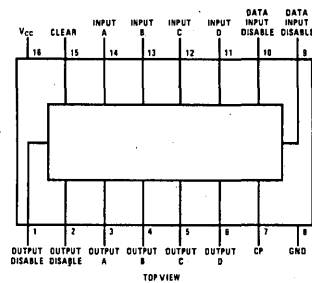 VCC
CLEAR
INPUT
A
INPUT
B
INPUT
C
INPUT
D
DATA
INPUT
DISABLE
DATA
INPUT
DISABLE
16 15 14 13 12 11 10 9
1 2 3 4 5 6 7 8
OUTPUT
DISABLE
OUTPUT
DISABLE
OUTPUT
A
OUTPUT
B
OUTPUT
C
OUTPUT
D
CP
GND
TOP VIEW